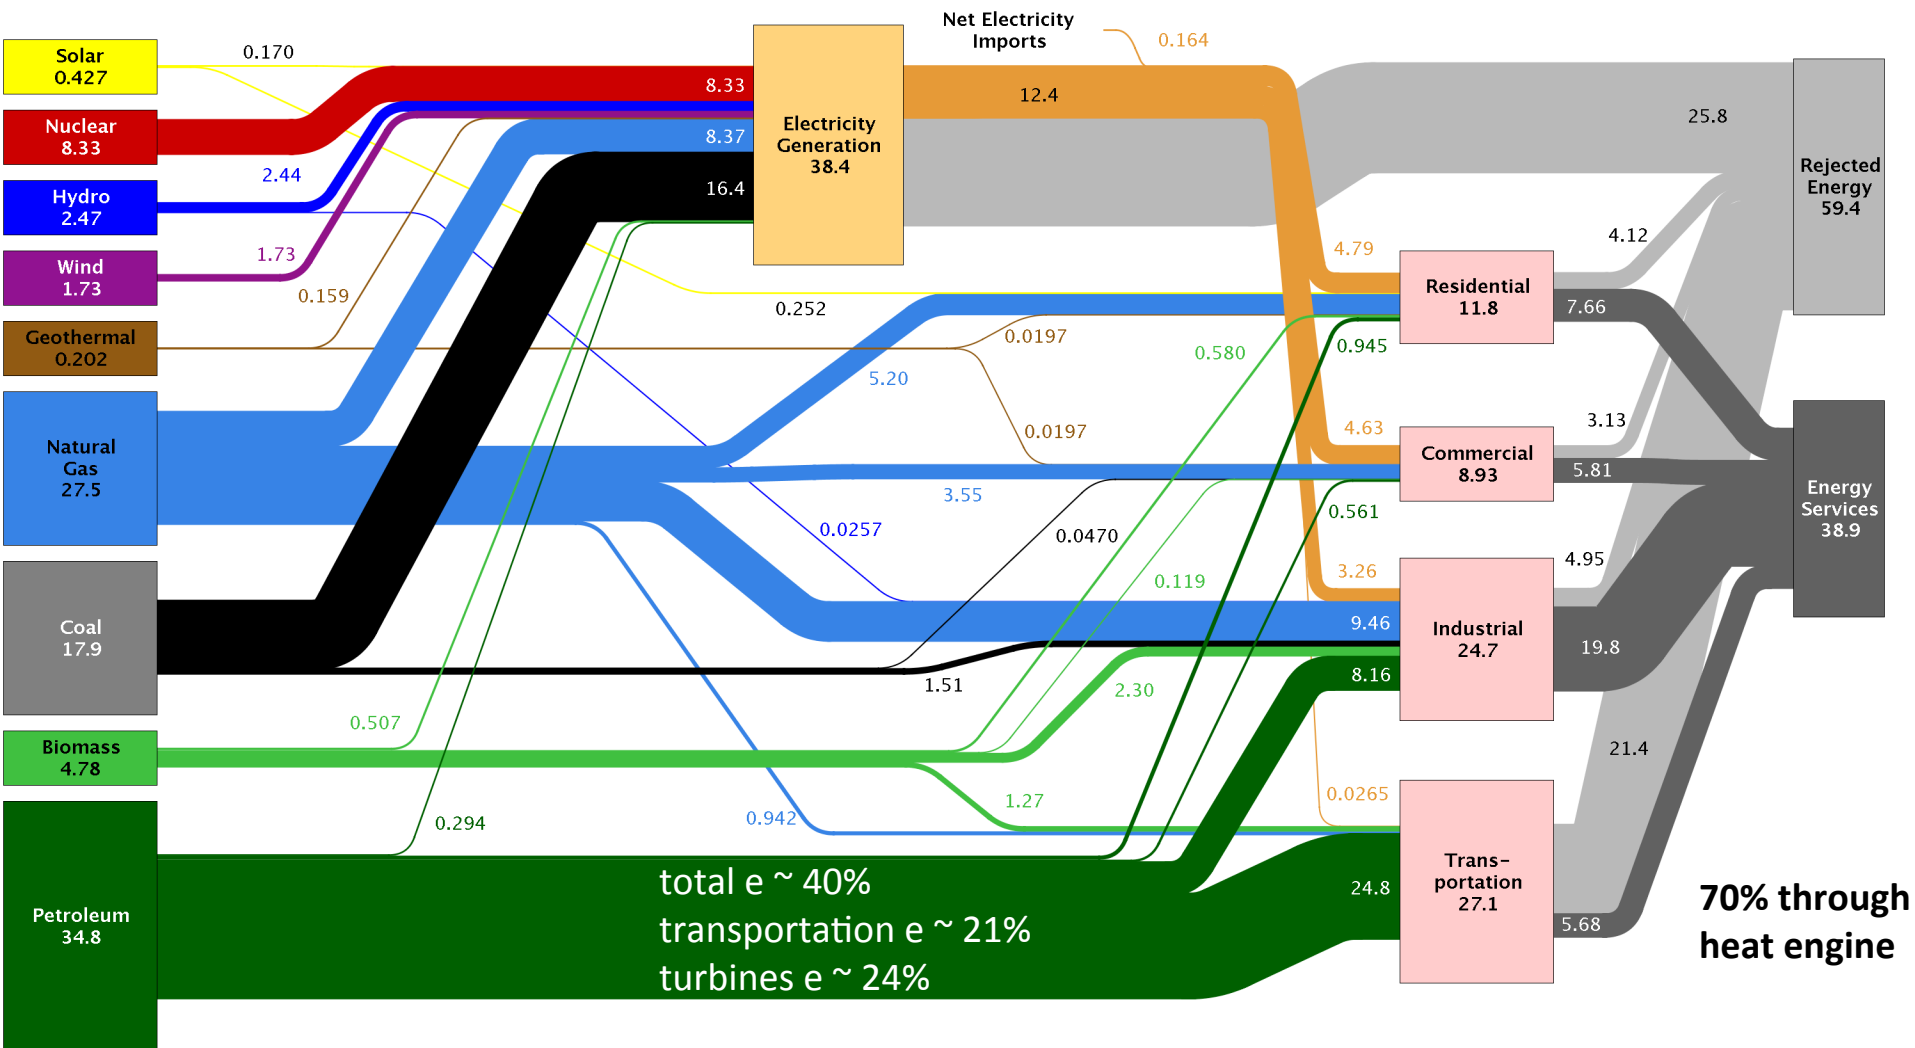 Net Electricity
Imports
0.164
Solar
0.427
0.170
Nuclear
8.33
8.33
12.4
Electricity
Generation
38.4
8.37
16.4
25.8
Rejected
Energy
59.4
Hydro
2.47
2.44
Wind
1.73
1.73
4.79
4.12
Geothermal
0.202
0.159
0.252
0.0197
0.580
0.945
Residential
11.8
7.66
5.20
Natural
Gas
27.5
0.0197
4.63
Commercial
8.93
3.13
5.81
3.55
0.0257
0.0470
0.561
Energy
Services
38.9
Coal
17.9
0.119
3.26
4.95
9.46
Industrial
24.7
19.8
1.51
2.30
8.16
Biomass
4.78
0.507
21.4
0.942
1.27
0.0265
0.294
Petroleum
34.8
total e ~ 40%
transportation e ~ 21%
turbines e ~ 24%
24.8
Trans-
portation
27.1
5.68
70% through
heat engine